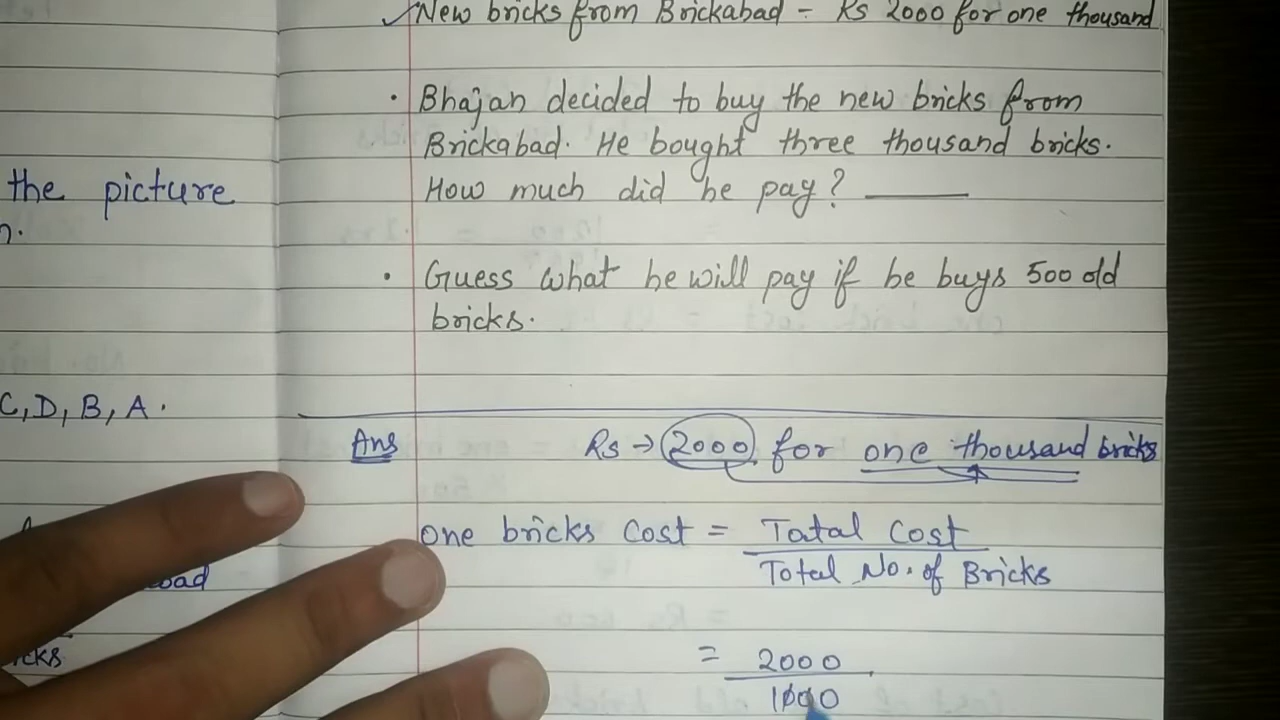 the picture
C, D, B, A.
New bricks from Brickabad - Rs 2000 for one thousand
• Bhajan decided to buy the new bricks from
Brickabad. He bought three thousand bricks.
How much did he pay? ______
• Guess what he will pay if he buys 500 old
bricks.
Ans Rs → 2000 for one thousand bricks
One bricks Cost = Tatal Cost
Total No. of Bricks
= 2000
1000